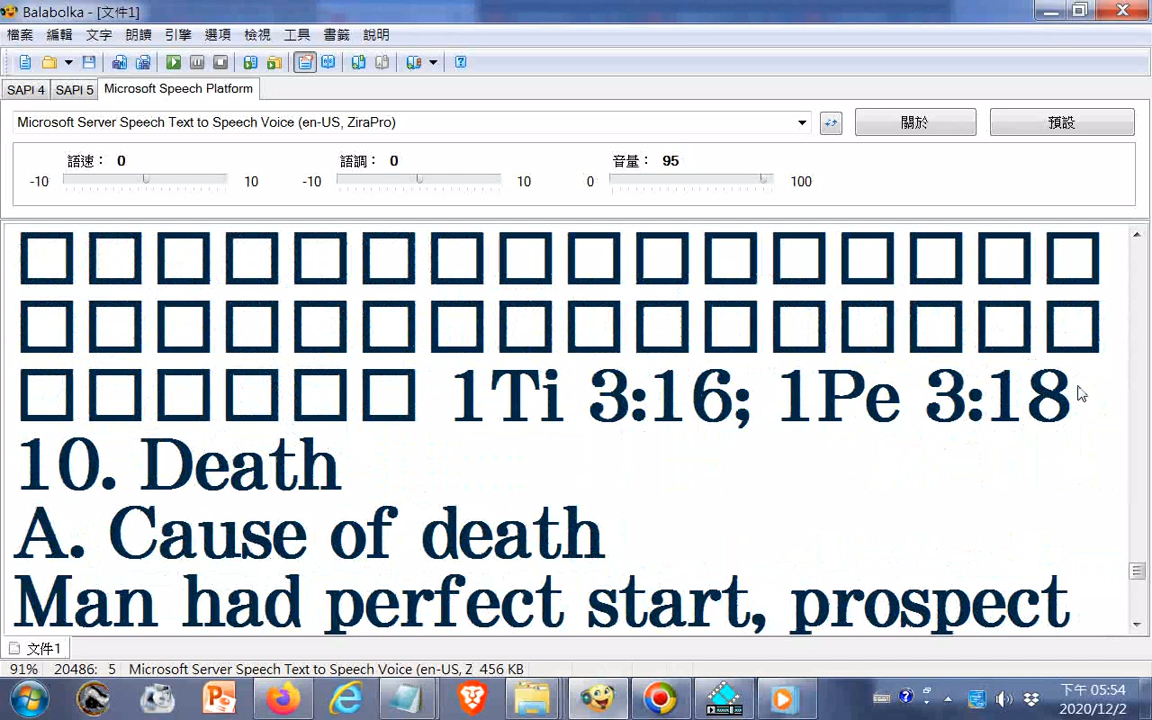 Balabolka - [文件1]
檔案 編輯 文字 朗讀 引擎 選項 檢視 工具 書籤 說明
SAPI 4 SAPI 5 Microsoft Speech Platform
Microsoft Server Speech Text to Speech Voice (en-US, ZiraPro) 關於 預設
語速： 0 語調： 0 音量： 95
-10 10 -10 10 0 100
□□□□□□□□□□□□□□□□
□□□□□□□□□□□□□□□□
□□□□□□ 1Ti 3:16; 1Pe 3:18
10. Death
A. Cause of death
Man had perfect start, prospect
文件1
91% 20486: 5 Microsoft Server Speech Text to Speech Voice (en-US, Z 456 KB
下午 05:54
2020/12/2